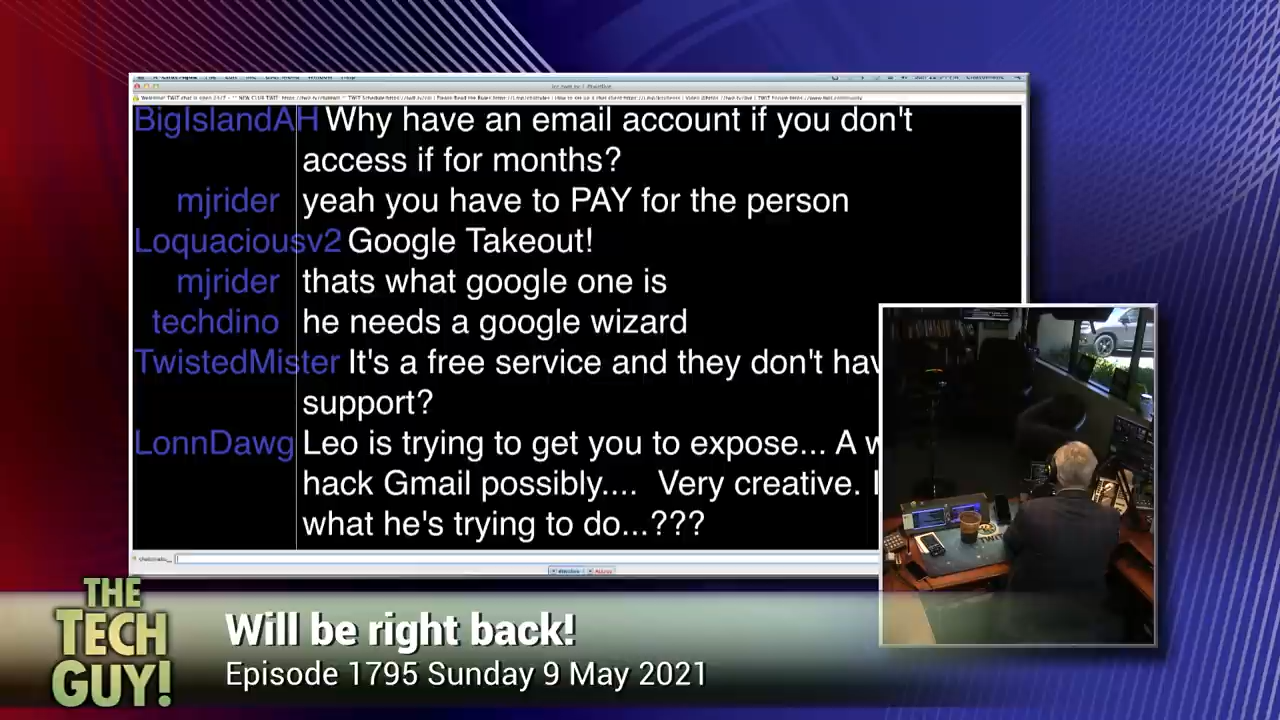 BigIslandAH Why have an email account if you don't
access if for months?
mjrider yeah you have to PAY for the person
Loquaciousv2 Google Takeout!
mjrider thats what google one is
techdino he needs a google wizard
TwistedMister It's a free service and they don't hav
support?
LonnDawg Leo is trying to get you to expose... A w
hack Gmail possibly.... Very creative.
what he's trying to do...???
THE
TECH
GUY!
Will be right back!
Episode 1795 Sunday 9 May 2021